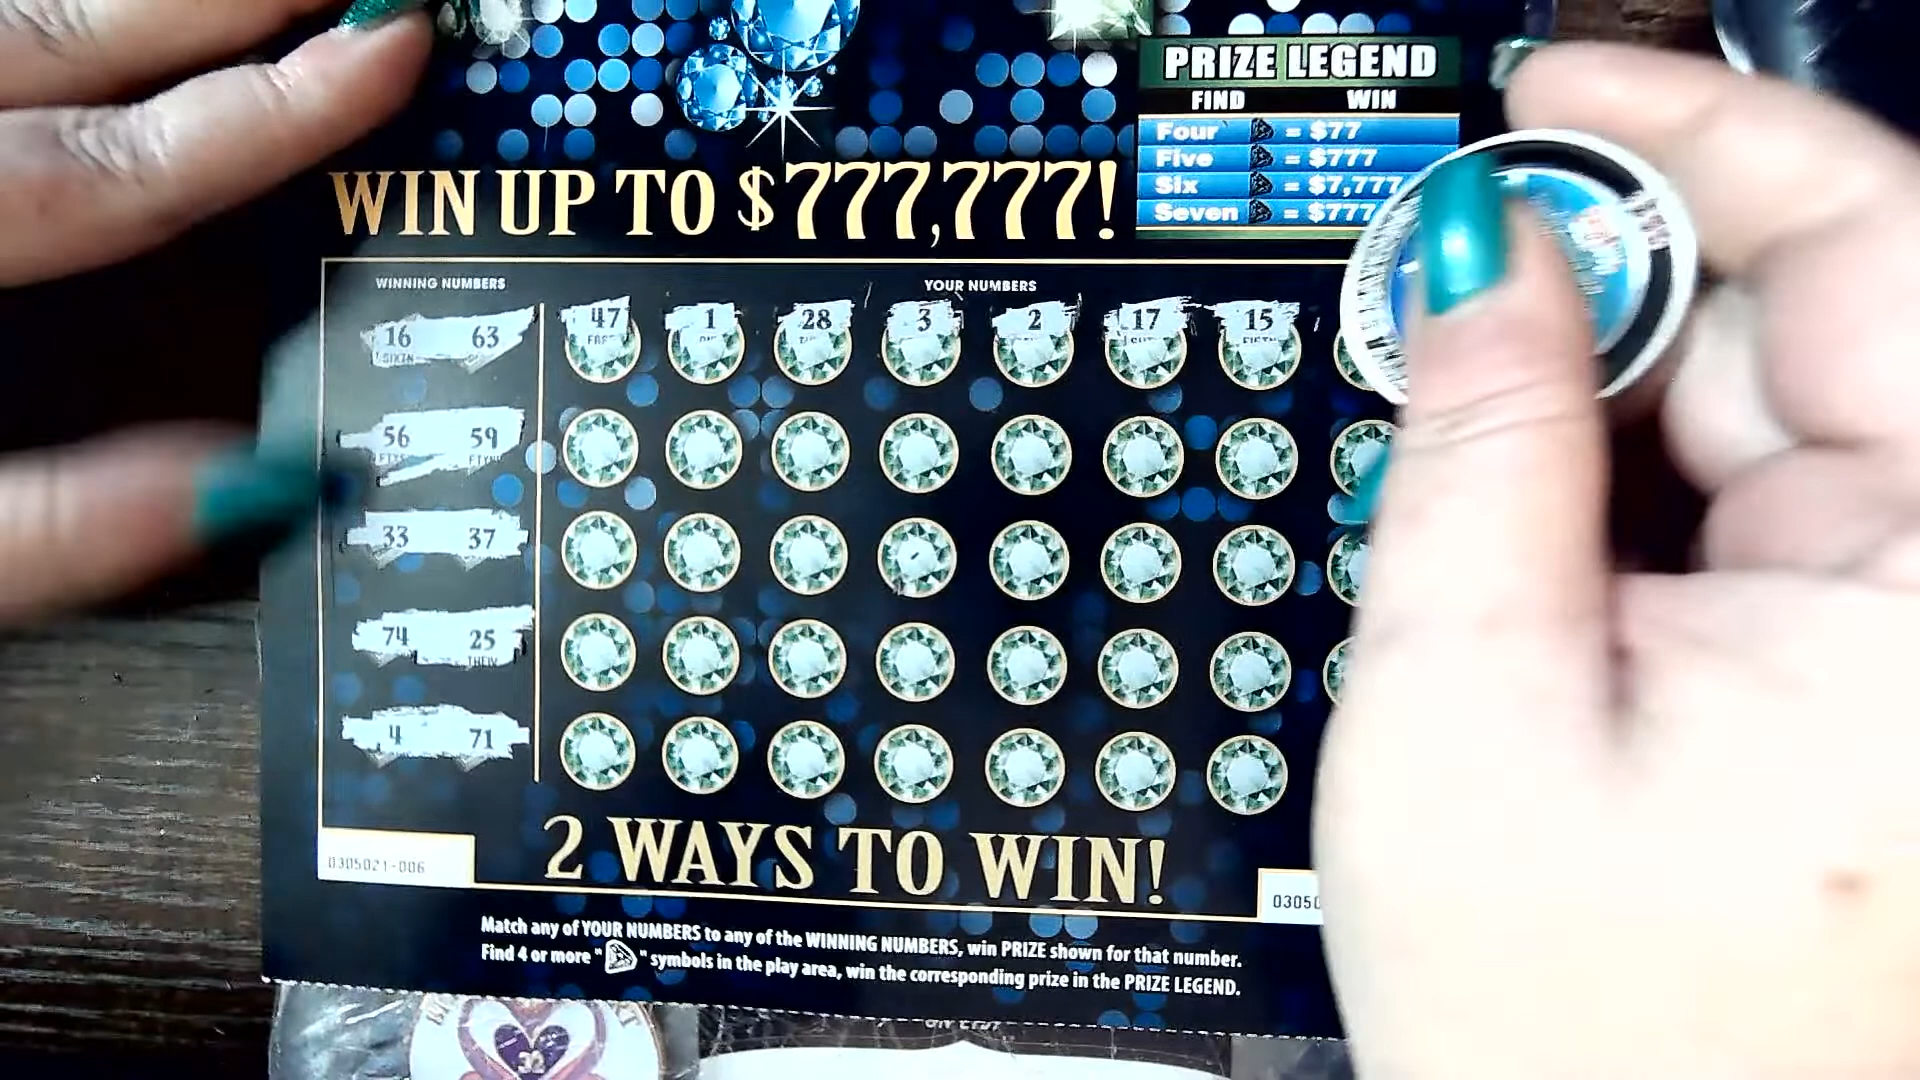 PRIZE LEGEND
FIND WIN
Four = $77
Five = $777
Six = $7,777
Seven = $777
WIN UP TO $777,777!
WINNING NUMBERS
YOUR NUMBERS
16 63
47 1 28 3 2 17 15
56 59
33 37
74 25
4 71
2 WAYS TO WIN!
0305021-006
0305
Match any of YOUR NUMBERS to any of the WINNING NUMBERS, win PRIZE shown for that number.
Find 4 or more " " symbols in the play area, win the corresponding prize in the PRIZE LEGEND.